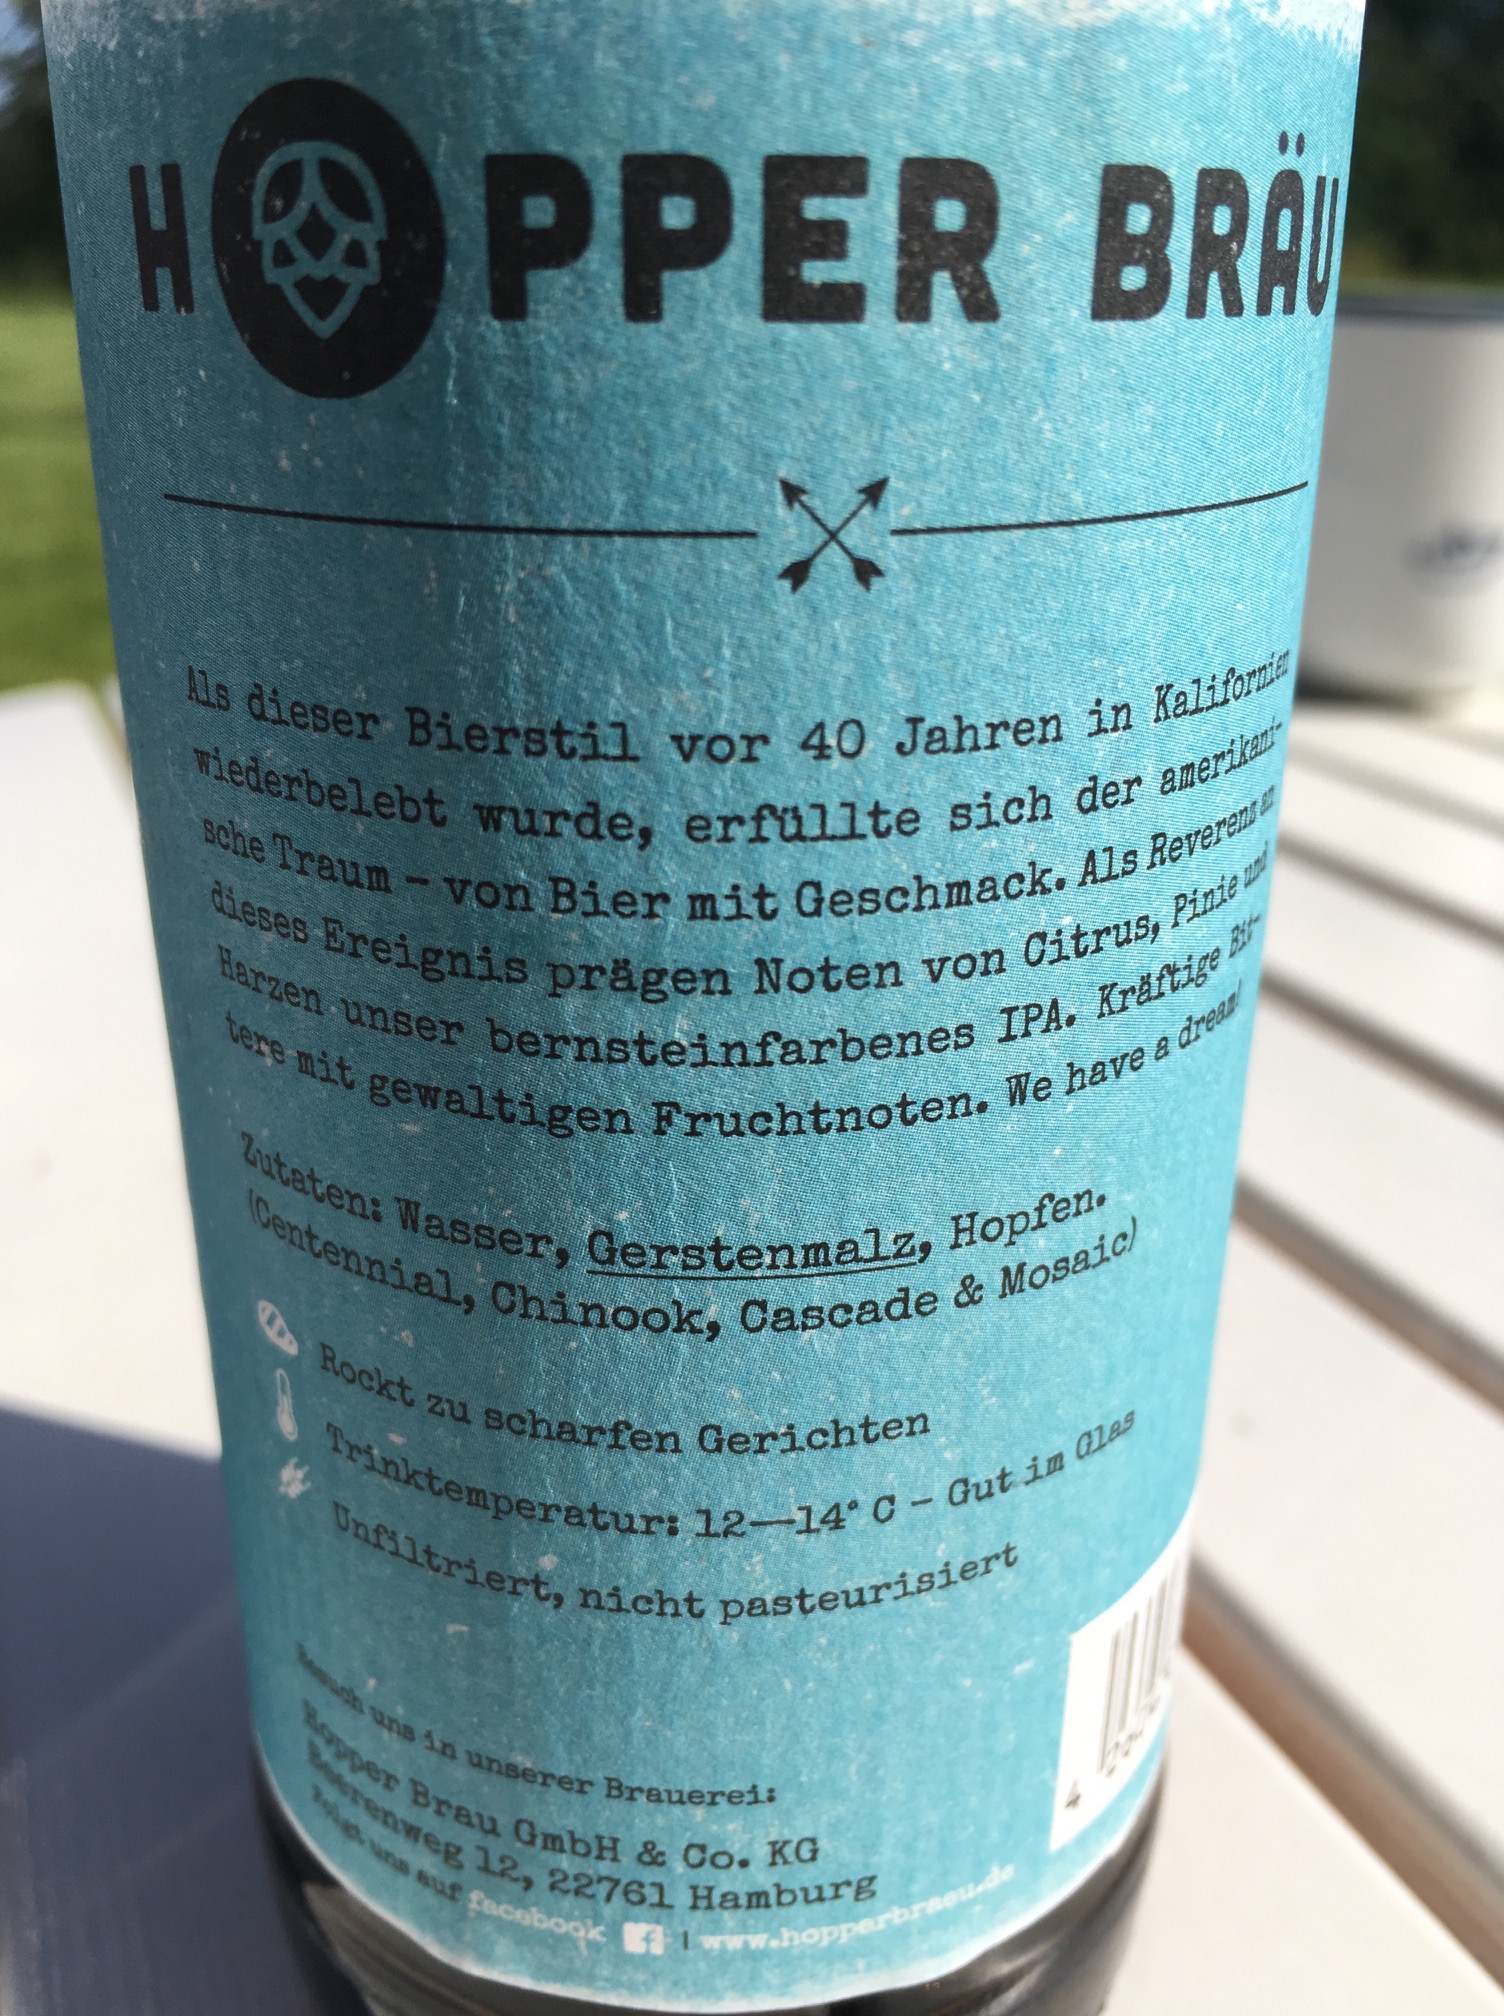 HOPPER BRÄU
Als dieser Bierstil vor 40 Jahren in Kalifornien
wiederbelebt wurde, erfüllte sich der amerikani-
sche Traum – von Bier mit Geschmack. Als Reverenz an
dieses Ereignis prägen Noten von Citrus, Pinie und
Harzen unser bernsteinfarbenes IPA. Kräftige Bit-
tere mit gewaltigen Fruchtnoten. We have a dream!
Zutaten: Wasser, Gerstenmalz, Hopfen.
(Centennial, Chinook, Cascade & Mosaic)
Rockt zu scharfen Gerichten
Trinktemperatur: 12—14° C – Gut im Glas
Unfiltriert, nicht pasteurisiert
Besuch uns in unserer Brauerei:
Hopper Brau GmbH & Co. KG
Beerenweg 12, 22761 Hamburg
Folgt uns auf facebook f | www.hopperbraeu.de
4